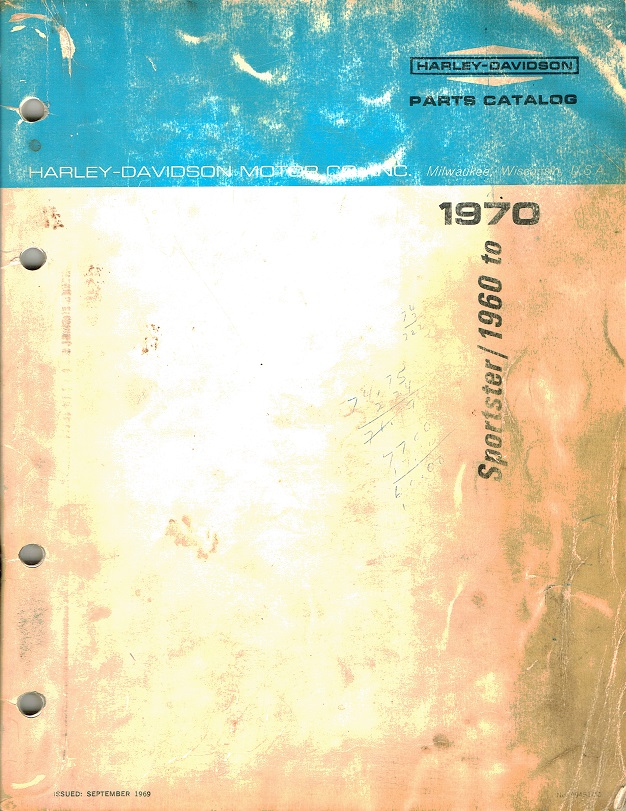 HARLEY-DAVIDSON
PARTS CATALOG
HARLEY-DAVIDSON MOTOR CO., INC. Milwaukee, Wisconsin, U.S.A.
1970
Sportster/1960 to
ISSUED: SEPTEMBER 1969